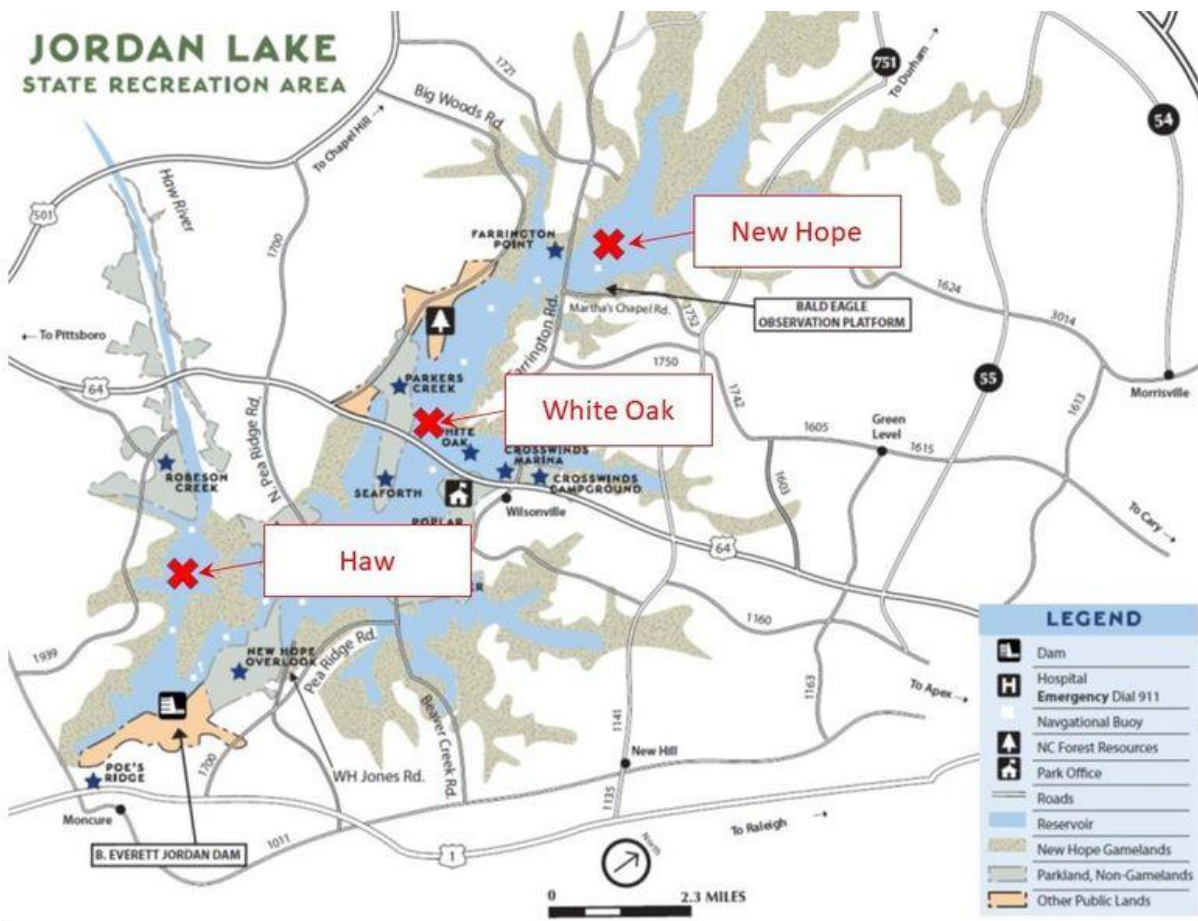 JORDAN LAKE
STATE RECREATION AREA
1721
751
To Durham
Big Woods Rd.
54
To Chapel Hill
Haw River
501
1700
FARRINGTON
POINT
New Hope
1624
Martha's Chapel Rd.
1752
BALD EAGLE
OBSERVATION PLATFORM
3014
To Pittsboro
1750
64
PARKERS
CREEK
1742
55
Morrisville
1613
White Oak
N. Pea Ridge Rd.
OAK
CROSSWINDS
MARINA
CROSSWINDS
CAMPGROUND
1605
Green
Level
1615
ROBESON
CREEK
SEAFORTH
1603
Wilsonville
POPLAR
To Cary
64
Haw
1939
NEW HOPE
OVERLOOK
Pea Ridge Rd.
1160
Beaver Creek Rd.
1163
To Apex
1141
1700
WH Jones Rd.
New Hill
POE'S
RIDGE
1135
Moncure
1011
To Raleigh
B. EVERETT JORDAN DAM
1
North
0 2.3 MILES
LEGEND
Dam
H Hospital
Emergency Dial 911
Navgational Buoy
NC Forest Resources
Park Office
Roads
Reservoir
New Hope Gamelands
Parkland, Non-Gamelands
Other Public Lands